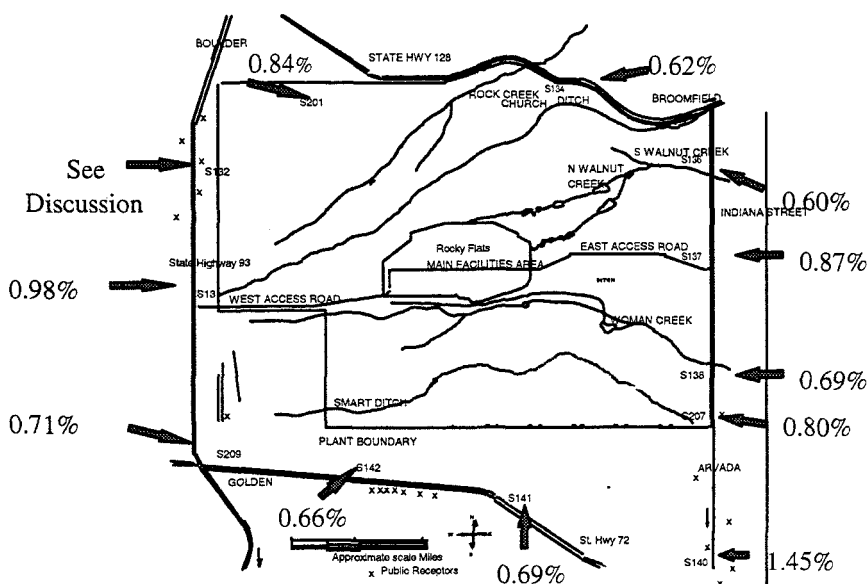 BOULDER
STATE HWY 128
0.84%
0.62%
S201
ROCK CREEK
S134
CHURCH DITCH
BROOMFIELD
See
Discussion
S132
S WALNUT CREEK
S136
N WALNUT
CREEK
0.60%
INDIANA STREET
Rocky Flats
EAST ACCESS ROAD
S137
State Highway 93
MAIN FACILITIES AREA
0.87%
0.98%
S13
WEST ACCESS ROAD
WOMAN CREEK
S138
0.69%
SMART DITCH
S207
0.71%
0.80%
PLANT BOUNDARY
S209
S142
ARVADA
GOLDEN
S141
0.66%
N
St. Hwy 72
Approximate scale Miles
x Public Receptors
0.69%
S140
1.45%